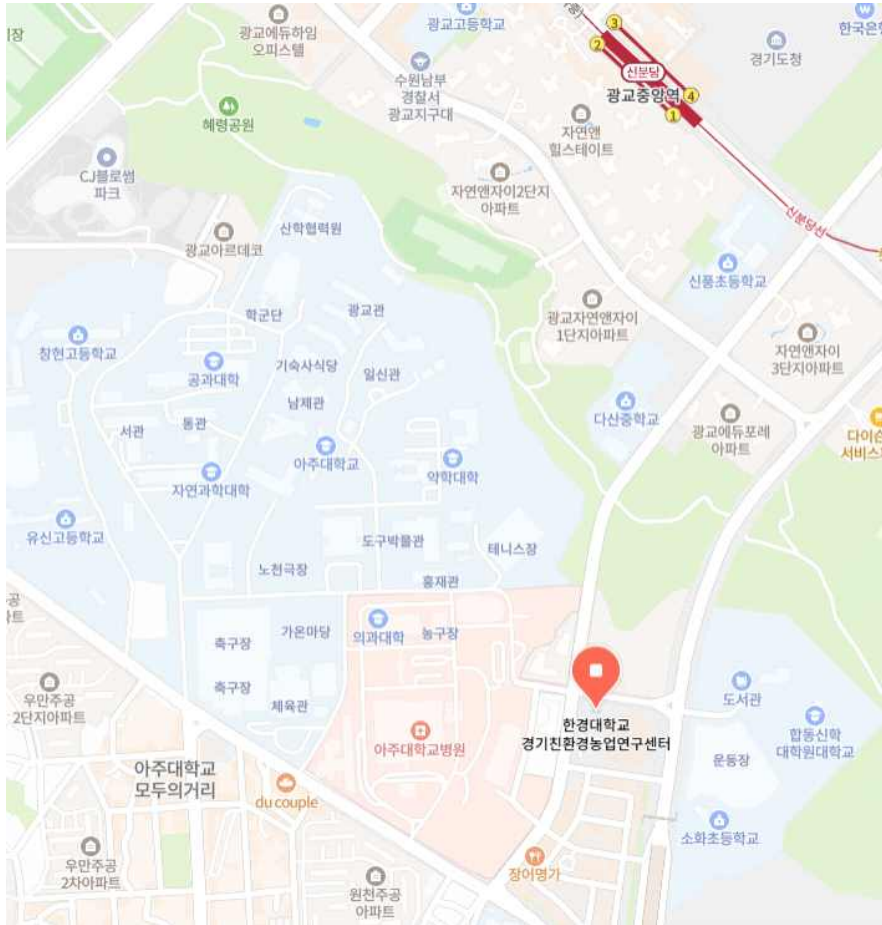 광교에듀하임
오피스텔
광교고등학교
3
2
신분당
광교중앙역
4
1
경기도청
한국은행
수원남부
경찰서
광교지구대
혜령공원
자연앤
힐스테이트
CJ블로썸
파크
자연앤자이2단지
아파트
신분당선
산학협력원
광교아르데코
신풍초등학교
학군단
광교관
광교자연앤자이
1단지아파트
창현고등학교
공과대학
기숙사식당
일신관
자연앤자이
3단지아파트
남제관
서관
동관
다산중학교
광교에듀포레
아파트
다이슨
서비스
아주대학교
약학대학
자연과학대학
유신고등학교
도구박물관
테니스장
노천극장
홍재관
공
트
축구장
가온마당
의과대학
농구장
우만주공
2단지아파트
축구장
체육관
도서관
한경대학교
경기친환경농업연구센터
합동신학
대학원대학교
아주대학교병원
운동장
아주대학교
모두의거리
du couple
소화초등학교
우만주공
2차아파트
장어명가
원천주공
아파트